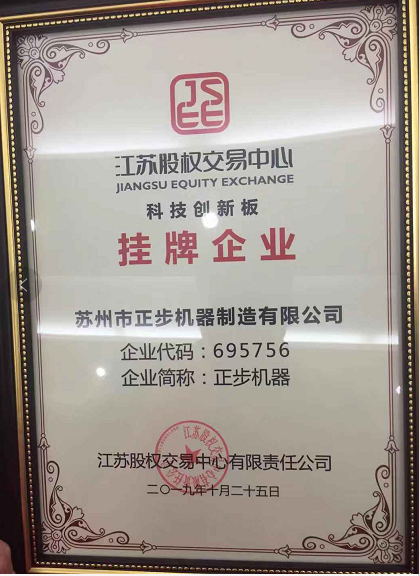 JS
EE
江苏股权交易中心
JIANGSU EQUITY EXCHANGE
科技创新板
挂牌企业
苏州市正步机器制造有限公司
企业代码：695756
企业简称：正步机器
江苏股权交易中心有限责任公司
二〇一九年十月二十五日